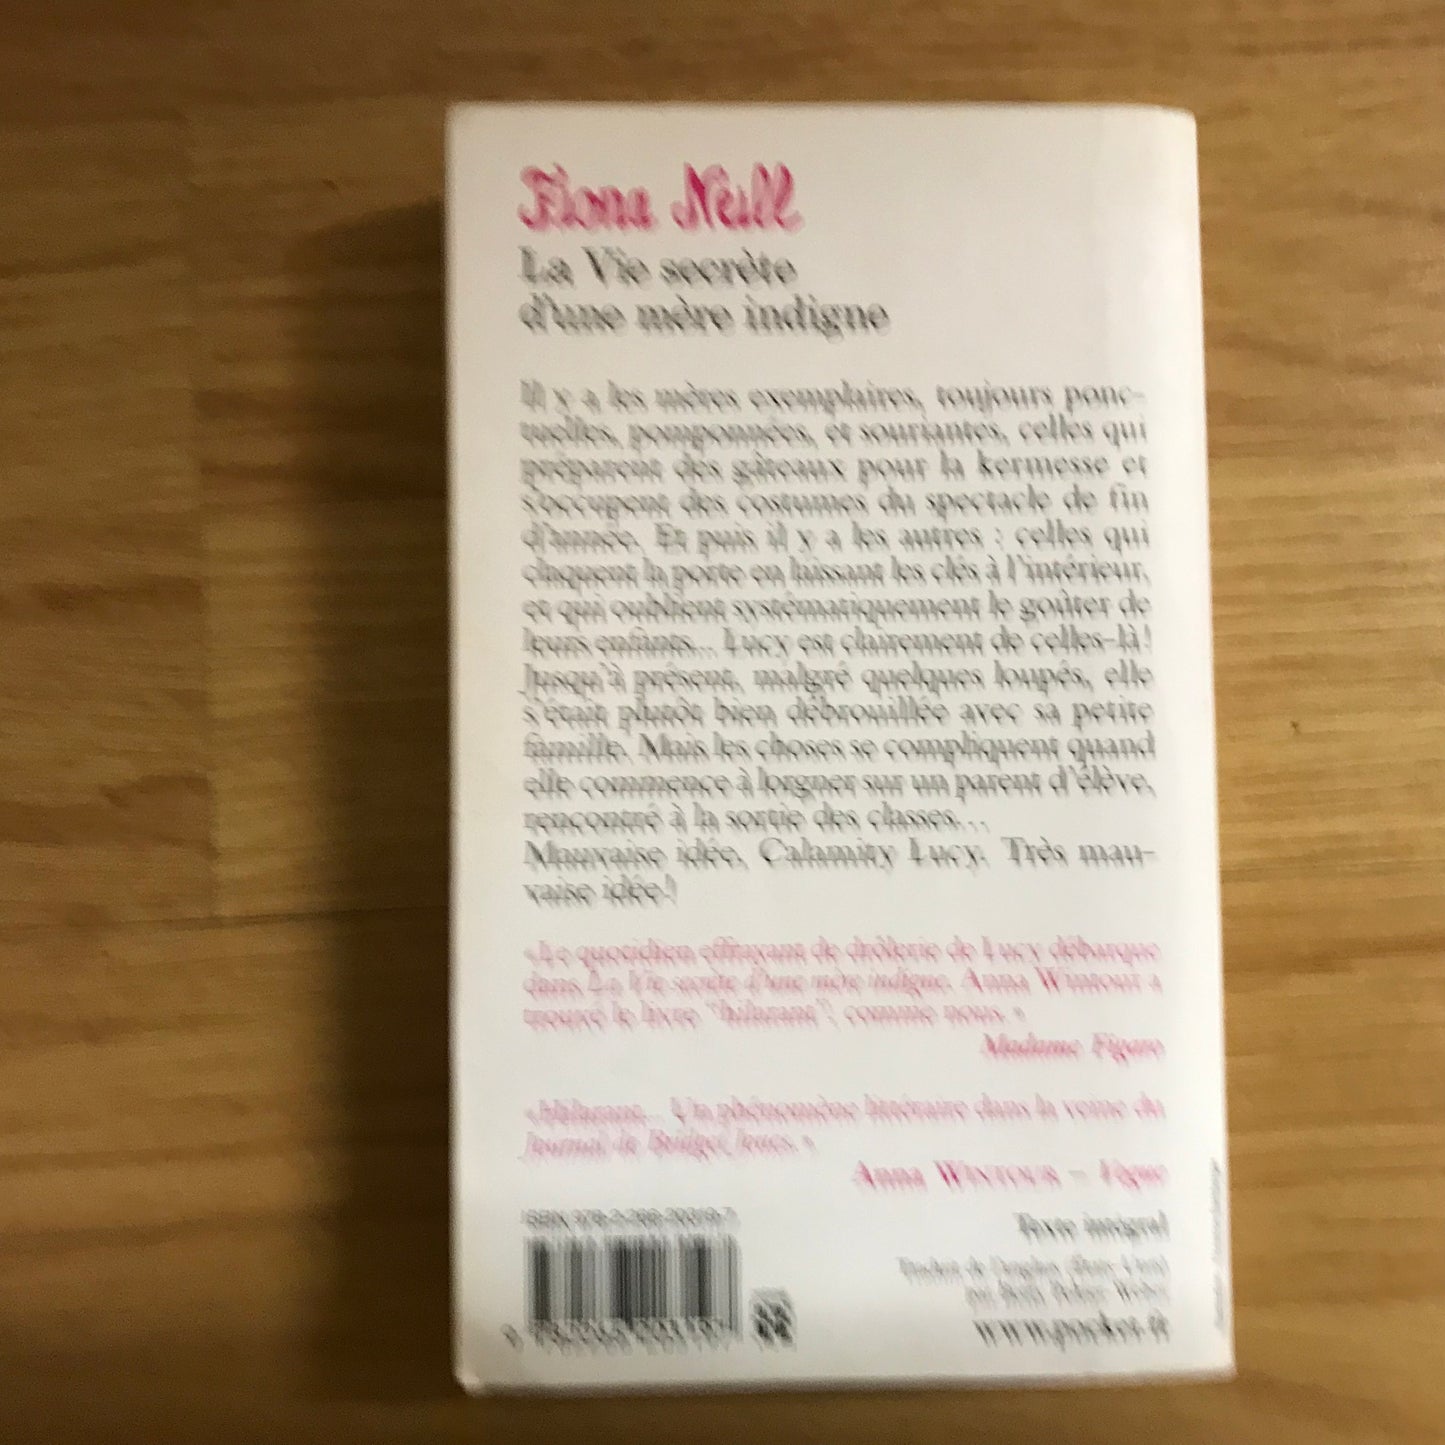 Fiona Neill
La Vie secrète
d'une mère indigne
Il y a les mères exemplaires, toujours ponc-
tuelles, pomponnées, et souriantes, celles qui
préparent des gâteaux pour la kermesse et
s'occupent des costumes du spectacle de fin
d'année. Et puis il y a les autres : celles qui
claquent la porte en laissant les clés à l'intérieur,
et qui oublient systématiquement le goûter de
leurs enfants... Lucy est clairement de celles-là !
Jusqu'à présent, malgré quelques loupés, elle
s'était plutôt bien débrouillée avec sa petite
famille. Mais les choses se compliquent quand
elle commence à lorgner sur un parent d'élève,
rencontré à la sortie des classes...
Mauvaise idée, Calamity Lucy. Très mau-
vaise idée !
« Le quotidien effrayant de drôlerie de Lucy débarque
dans La Vie secrète d'une mère indigne. Anna Wintour a
trouvé le livre "hilarant", comme nous. »
Madame Figaro
« Hilarant... Un phénomène littéraire dans la veine du
Journal de Bridget Jones. »
Anna WINTOUR – Vogue
Texte intégral
Traduit de l'anglais
par
www.pocket.fr
ISBN